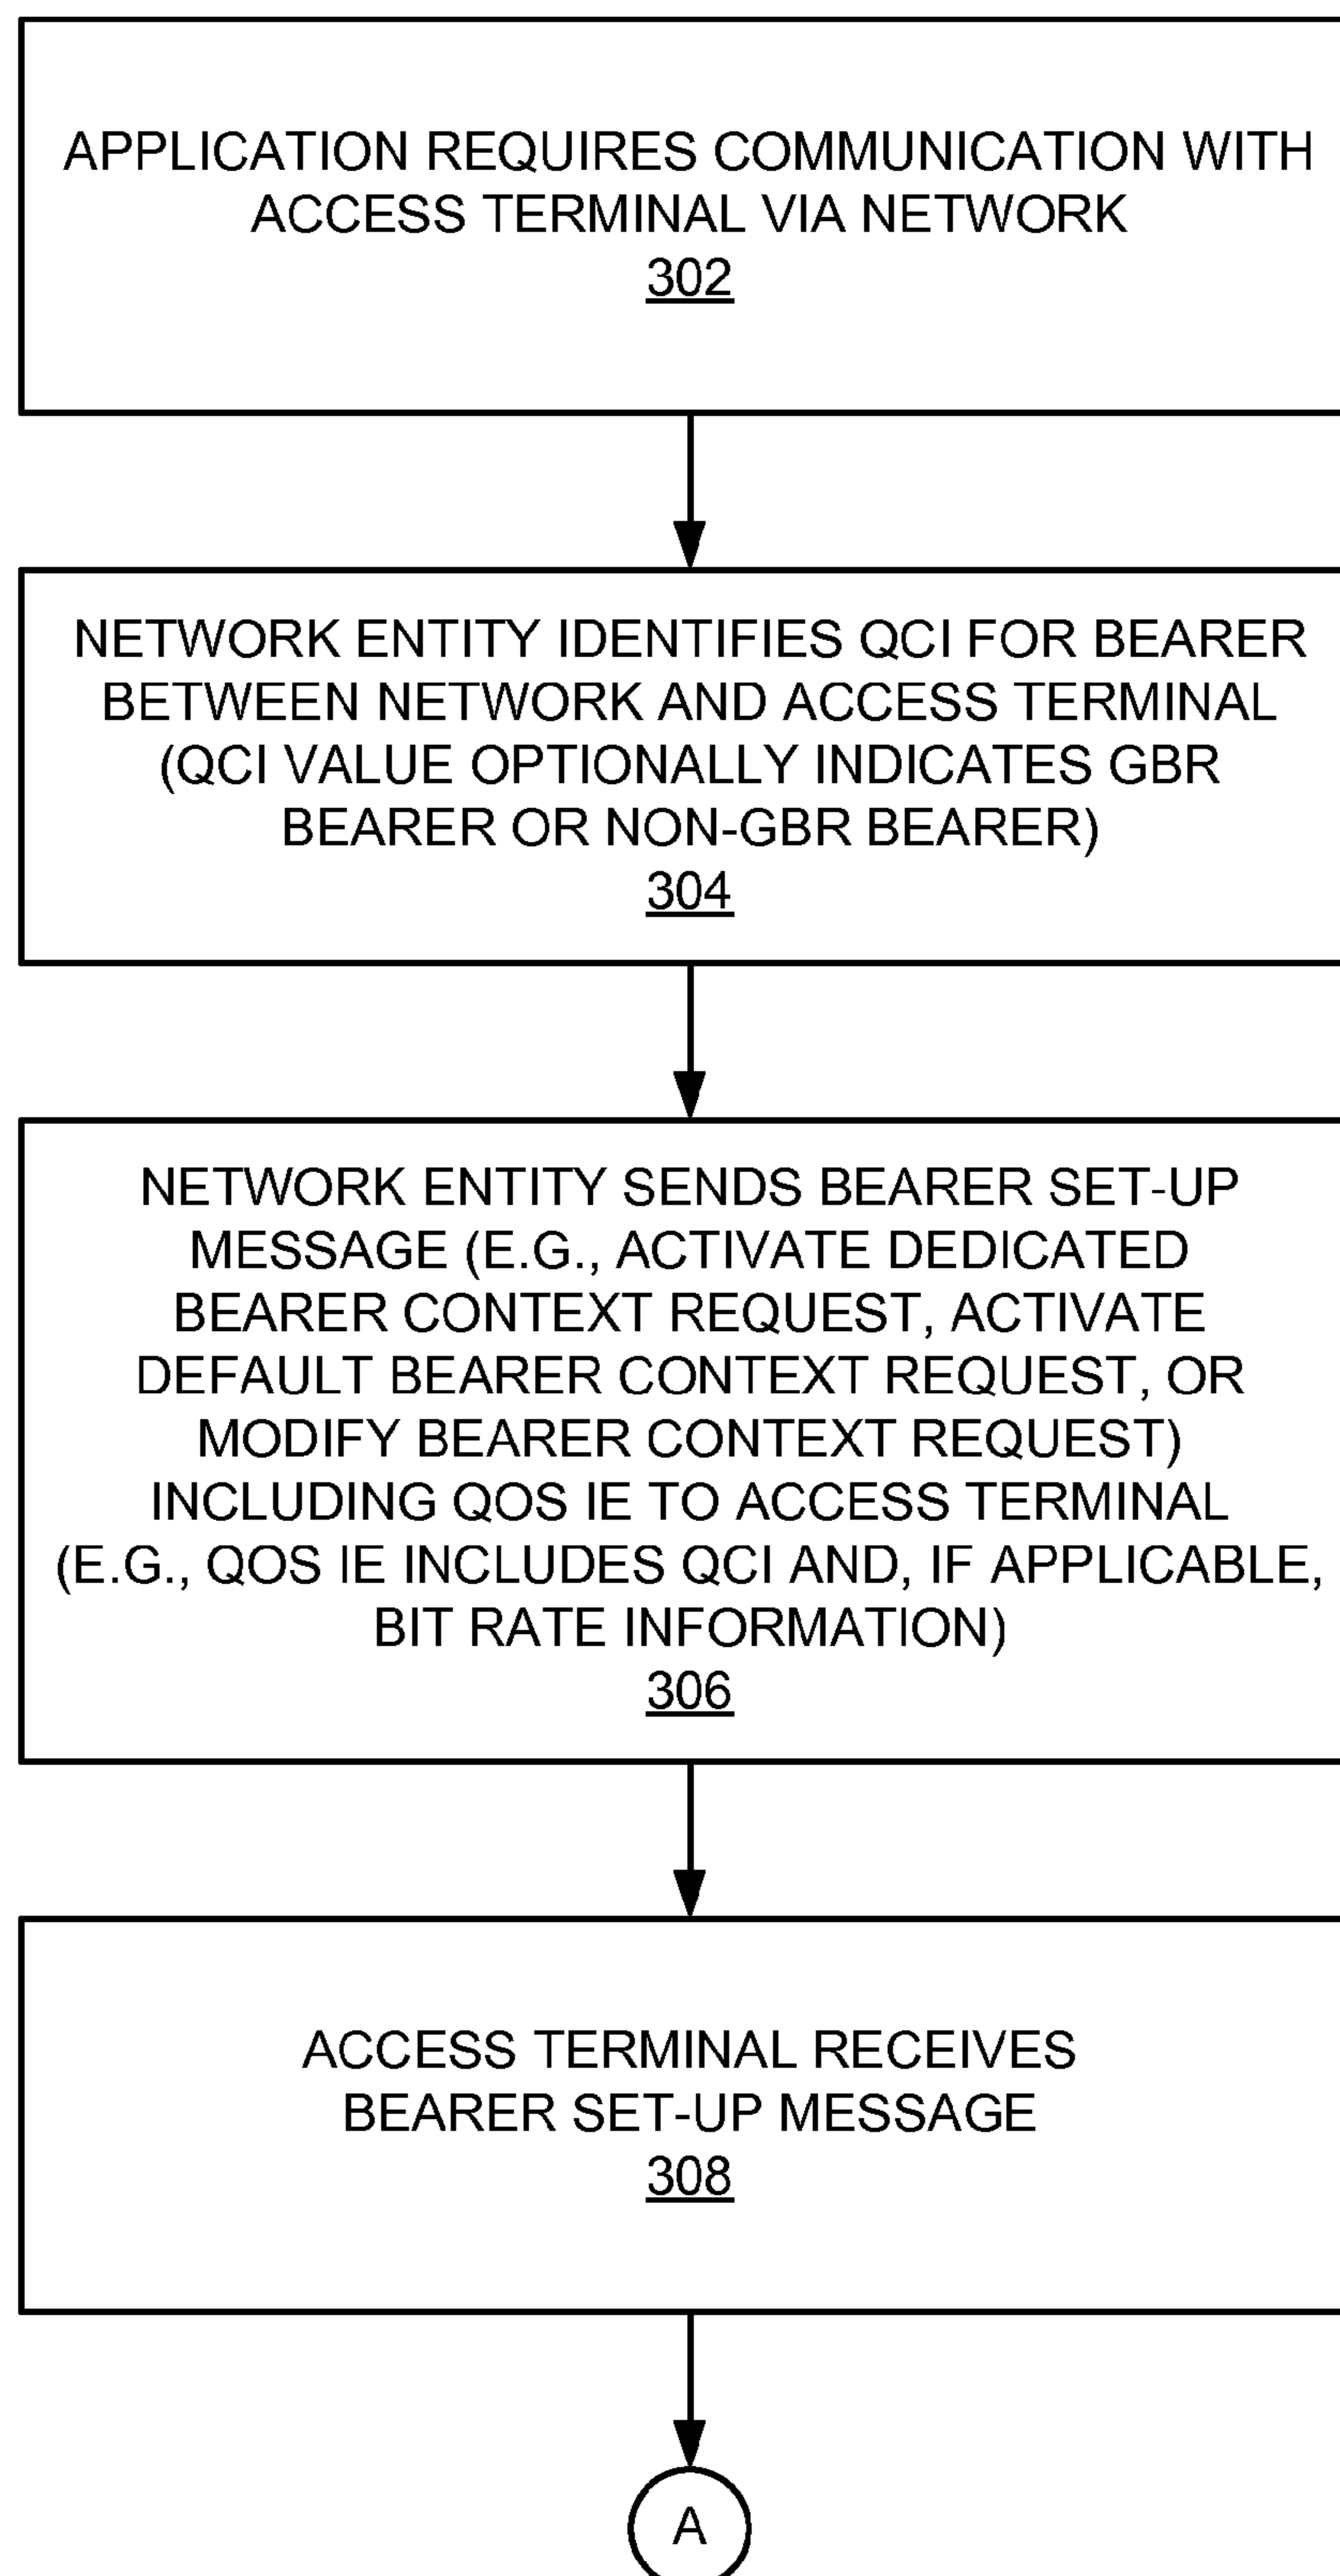 APPLICATION REQUIRES COMMUNICATION WITH
ACCESS TERMINAL VIA NETWORK
302
NETWORK ENTITY IDENTIFIES QCI FOR BEARER
BETWEEN NETWORK AND ACCESS TERMINAL
(QCI VALUE OPTIONALLY INDICATES GBR
BEARER OR NON-GBR BEARER)
304
NETWORK ENTITY SENDS BEARER SET-UP
MESSAGE (E.G., ACTIVATE DEDICATED
BEARER CONTEXT REQUEST, ACTIVATE
DEFAULT BEARER CONTEXT REQUEST, OR
MODIFY BEARER CONTEXT REQUEST)
INCLUDING QOS IE TO ACCESS TERMINAL
(E.G., QOS IE INCLUDES QCI AND, IF APPLICABLE,
BIT RATE INFORMATION)
306
ACCESS TERMINAL RECEIVES
BEARER SET-UP MESSAGE
308
A